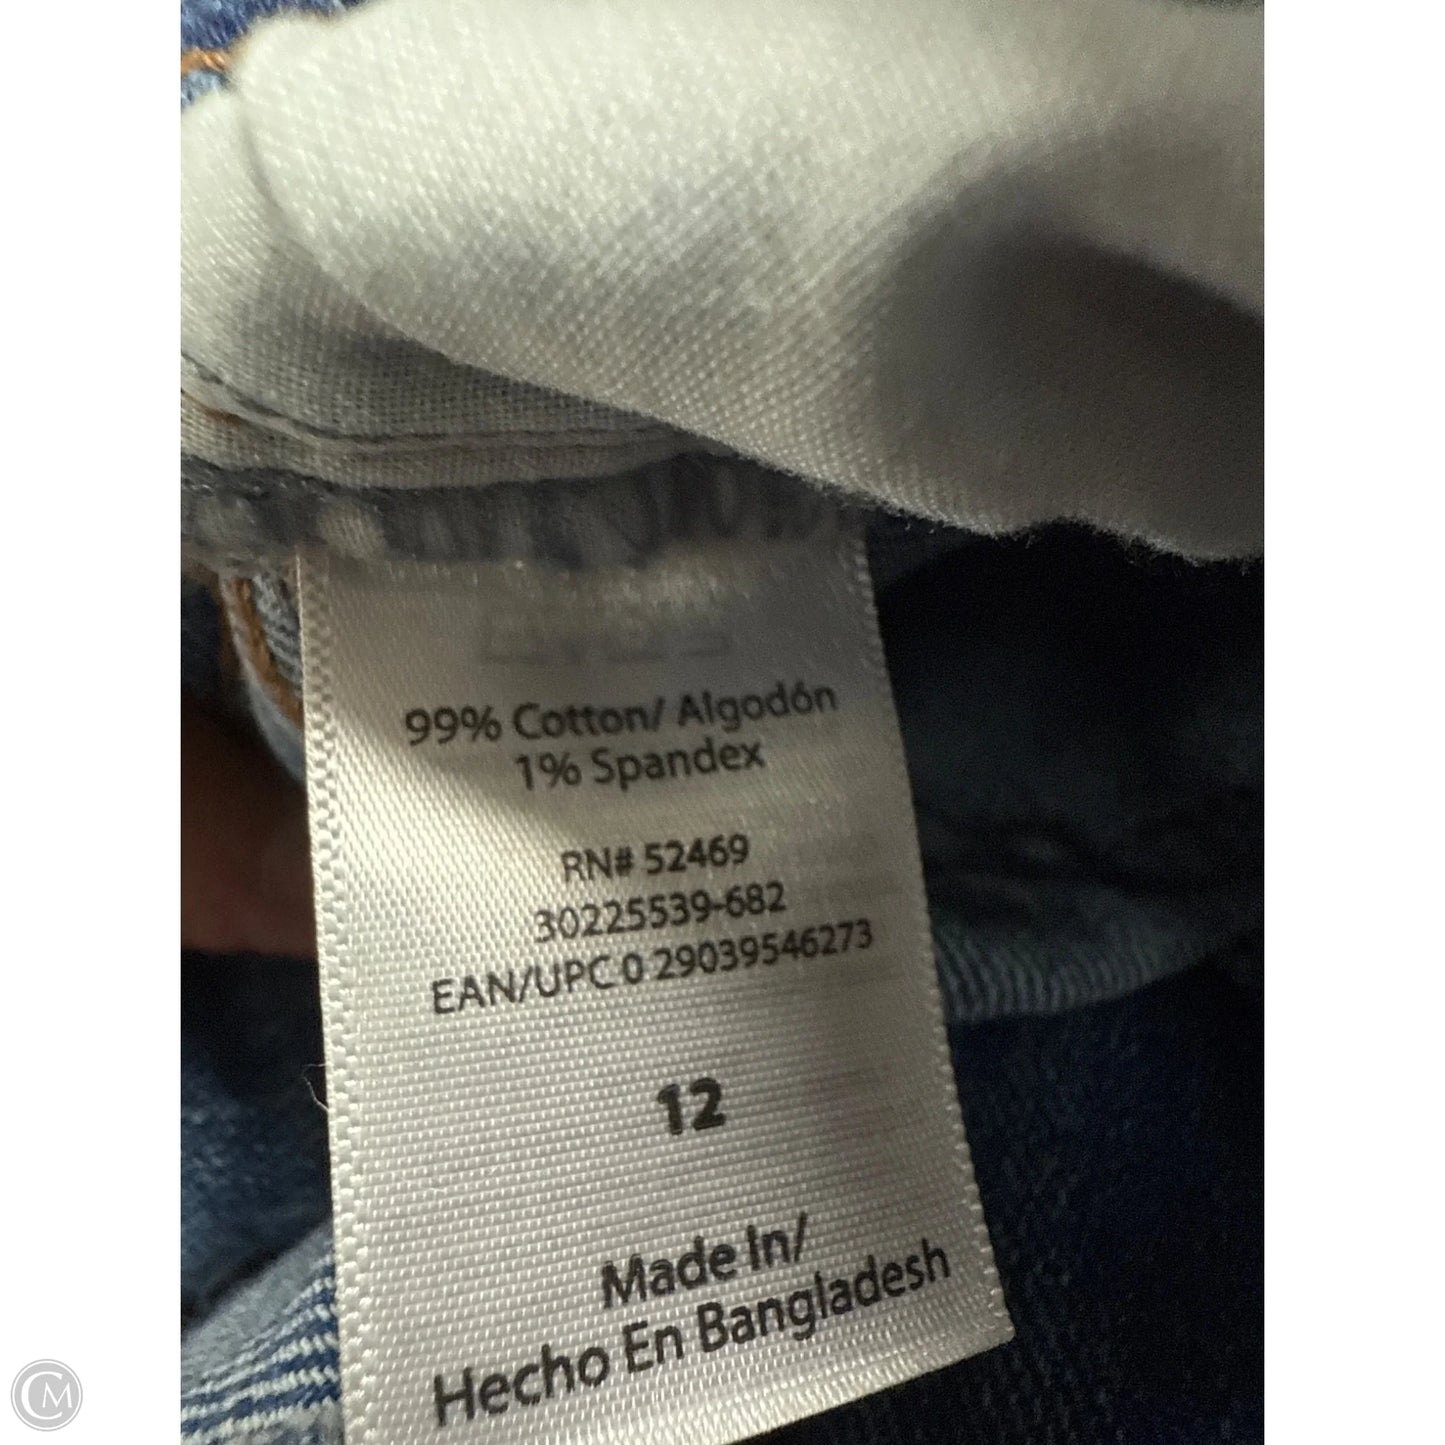 99% Cotton/ Algodón
1% Spandex
RN# 52469
30225539-682
EAN/UPC 0 29039546273
12
Made In/
Hecho En Bangladesh
CM